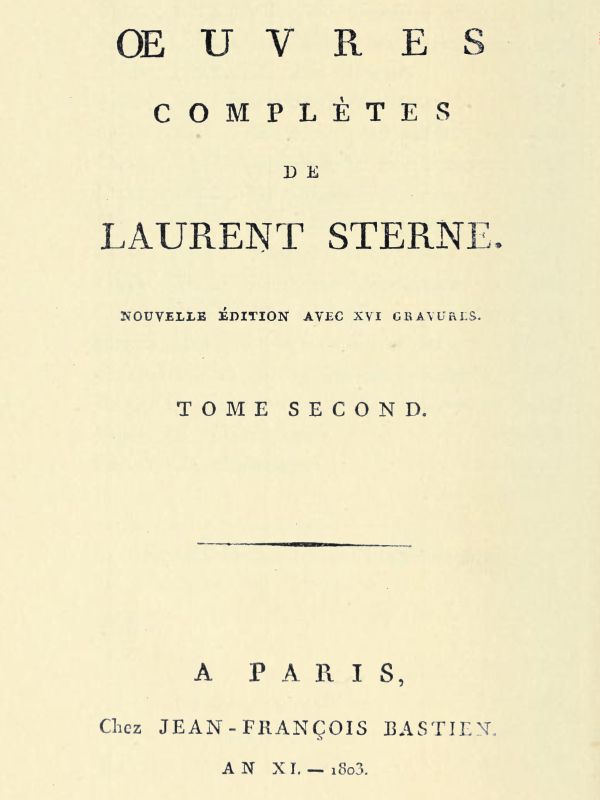 ŒUVRES
COMPLÈTES
DE
LAURENT STERNE.
NOUVELLE ÉDITION AVEC XVI GRAVURES.
TOME SECOND.
A PARIS,
Chez JEAN-FRANÇOIS BASTIEN.
AN XI. — 1803.